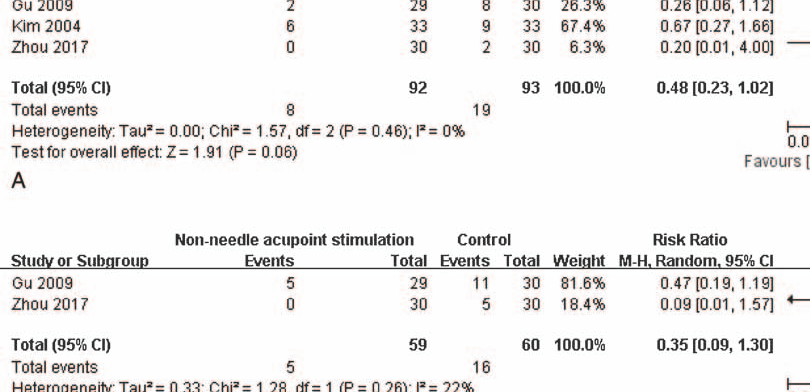 Gu 2009 2 29 8 30 26.3% 0.26 [0.06, 1.12]
Kim 2004 6 33 9 33 67.4% 0.67 [0.27, 1.66]
Zhou 2017 0 30 2 30 6.3% 0.20 [0.01, 4.00]
Total (95% CI) 92 93 100.0% 0.48 [0.23, 1.02]
Total events 8 19
Heterogeneity: Tau² = 0.00; Chi² = 1.57, df = 2 (P = 0.46); I² = 0%
0.0
Test for overall effect: Z = 1.91 (P = 0.06)
Favours [
A
Non-needle acupoint stimulation Control Risk Ratio
Study or Subgroup Events Total Events Total Weight M-H, Random, 95% CI
Gu 2009 5 29 11 30 81.6% 0.47 [0.19, 1.19]
Zhou 2017 0 30 5 30 18.4% 0.09 [0.01, 1.57]
Total (95% CI) 59 60 100.0% 0.35 [0.09, 1.30]
Total events 5 16
Heterogeneity: Tau² = 0.33; Chi² = 1.28, df = 1 (P = 0.26); I² = 22%